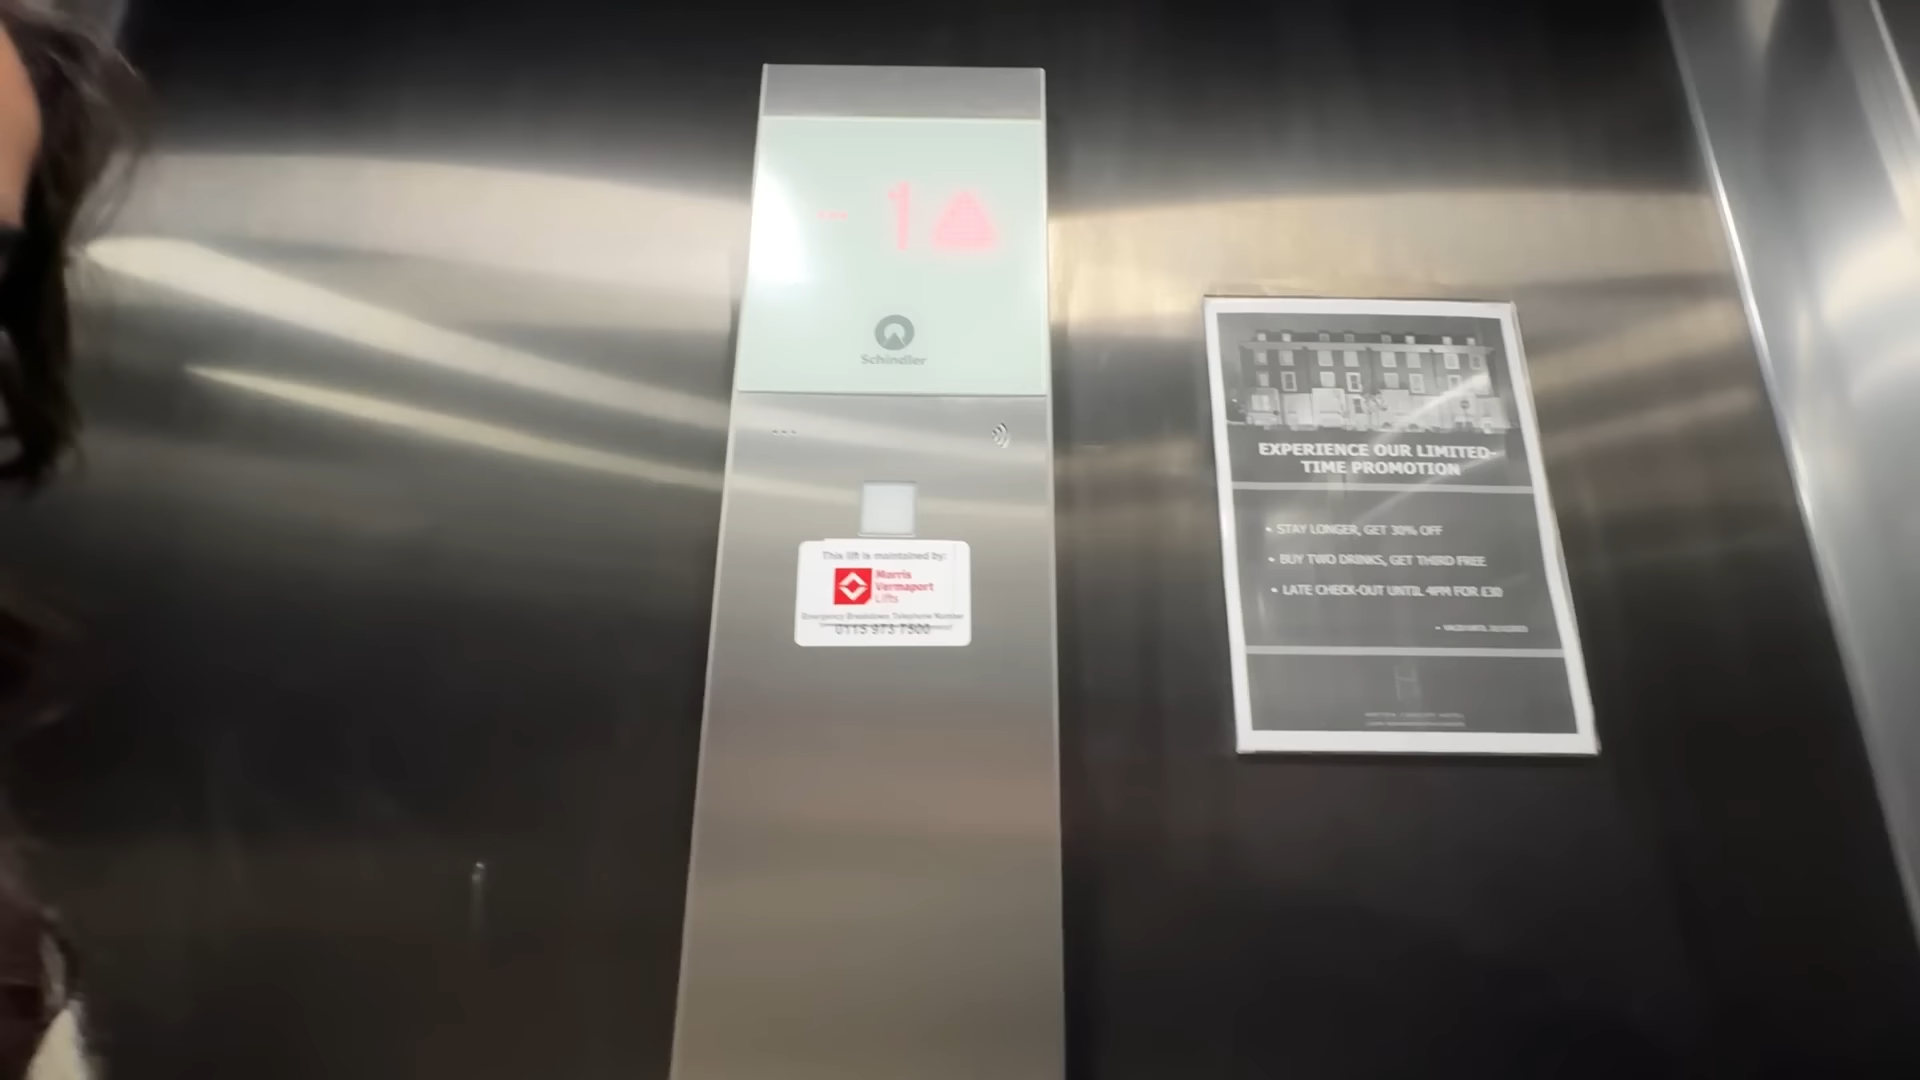 - 1
Schindler
This lift is maintained by:
Morris
Vermaport
Lifts
Emergency Breakdown Telephone Number
0115 973 7500
EXPERIENCE OUR LIMITED-
TIME PROMOTION
• STAY LONGER, GET 30% OFF
• BUY TWO DRINKS, GET THIRD FREE
• LATE CHECK-OUT UNTIL 4PM FOR £30